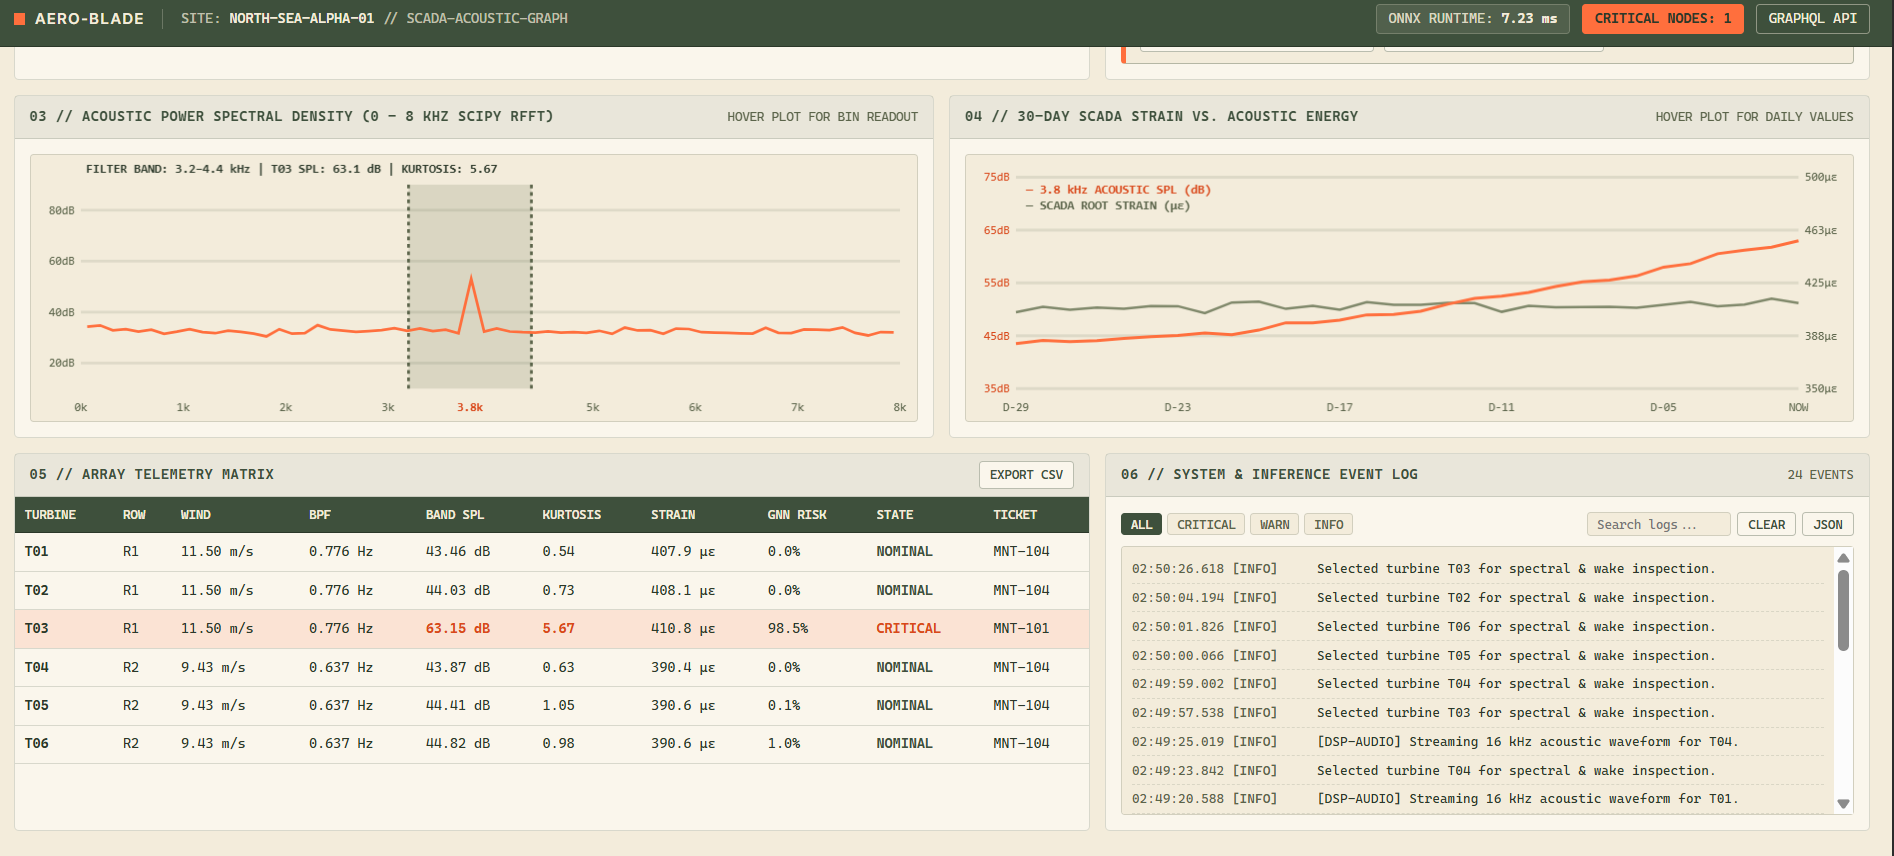 AERO-BLADE SITE: NORTH-SEA-ALPHA-01 // SCADA-ACOUSTIC-GRAPH ONNX RUNTIME: 7.23 ms CRITICAL NODES: 1 GRAPHQL API
03 // ACOUSTIC POWER SPECTRAL DENSITY (0 – 8 KHZ SCIPY RFFT) HOVER PLOT FOR BIN READOUT
FILTER BAND: 3.2–4.4 kHz | T03 SPL: 63.1 dB | KURTOSIS: 5.67
80dB
60dB
40dB
20dB
0k 1k 2k 3k 3.8k 5k 6k 7k 8k
04 // 30-DAY SCADA STRAIN VS. ACOUSTIC ENERGY HOVER PLOT FOR DAILY VALUES
75dB 500με
— 3.8 kHz ACOUSTIC SPL (dB)
— SCADA ROOT STRAIN (με)
65dB 463με
55dB 425με
45dB 388με
35dB 350με
D-29 D-23 D-17 D-11 D-05 NOW
05 // ARRAY TELEMETRY MATRIX EXPORT CSV
TURBINE ROW WIND BPF BAND SPL KURTOSIS STRAIN GNN RISK STATE TICKET
T01 R1 11.50 m/s 0.776 Hz 43.46 dB 0.54 407.9 με 0.0% NOMINAL MNT-104
T02 R1 11.50 m/s 0.776 Hz 44.03 dB 0.73 408.1 με 0.0% NOMINAL MNT-104
T03 R1 11.50 m/s 0.776 Hz 63.15 dB 5.67 410.8 με 98.5% CRITICAL MNT-101
T04 R2 9.43 m/s 0.637 Hz 43.87 dB 0.63 390.4 με 0.0% NOMINAL MNT-104
T05 R2 9.43 m/s 0.637 Hz 44.41 dB 1.05 390.6 με 0.1% NOMINAL MNT-104
T06 R2 9.43 m/s 0.637 Hz 44.82 dB 0.98 390.6 με 1.0% NOMINAL MNT-104
06 // SYSTEM & INFERENCE EVENT LOG 24 EVENTS
ALL CRITICAL WARN INFO Search logs... CLEAR JSON
02:50:26.618 [INFO] Selected turbine T03 for spectral & wake inspection.
02:50:04.194 [INFO] Selected turbine T02 for spectral & wake inspection.
02:50:01.826 [INFO] Selected turbine T06 for spectral & wake inspection.
02:50:00.066 [INFO] Selected turbine T05 for spectral & wake inspection.
02:49:59.002 [INFO] Selected turbine T04 for spectral & wake inspection.
02:49:57.538 [INFO] Selected turbine T03 for spectral & wake inspection.
02:49:25.019 [INFO] [DSP-AUDIO] Streaming 16 kHz acoustic waveform for T04.
02:49:23.842 [INFO] Selected turbine T04 for spectral & wake inspection.
02:49:20.588 [INFO] [DSP-AUDIO] Streaming 16 kHz acoustic waveform for T01.